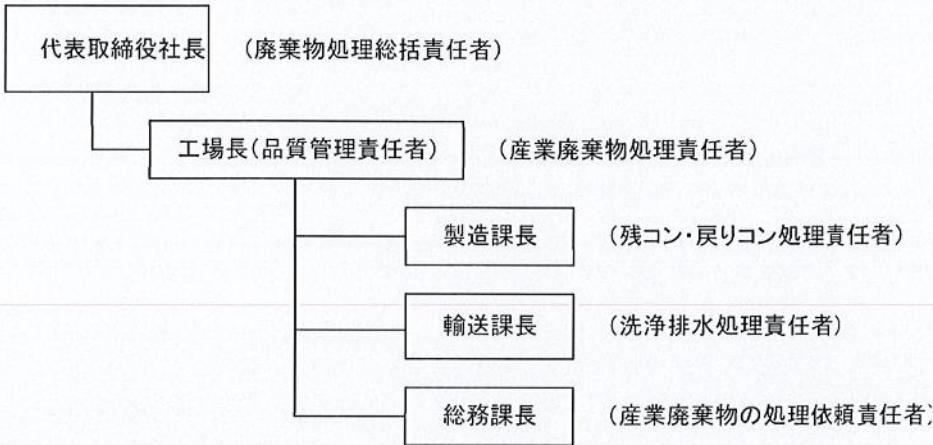 代表取締役社長 (廃棄物処理総括責任者)
工場長(品質管理責任者) (産業廃棄物処理責任者)
製造課長 (残コン・戻りコン処理責任者)
輸送課長 (洗浄排水処理責任者)
総務課長 (産業廃棄物の処理依頼責任者)